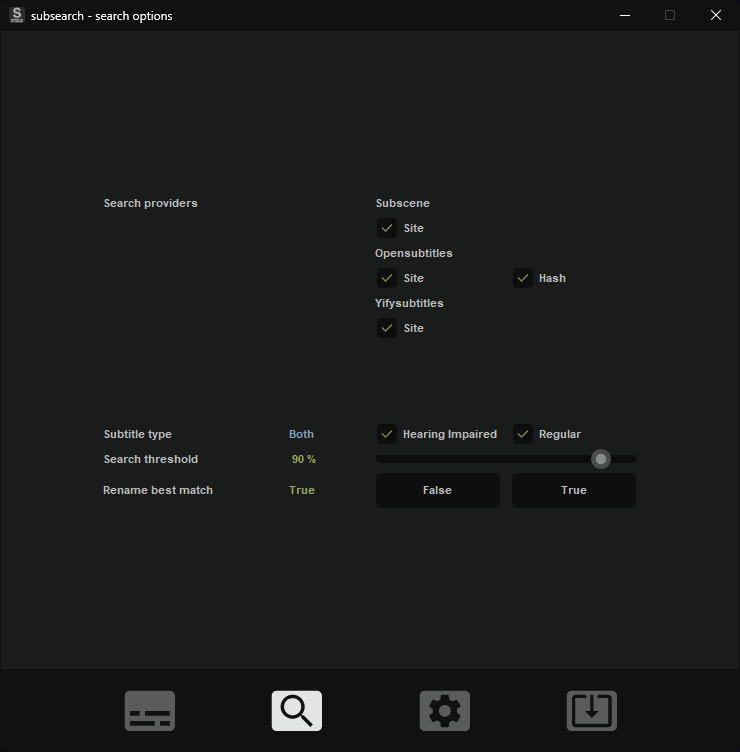 subsearch - search options
Search providers
Subscene
Site
Opensubtitles
Site Hash
Yifysubtitles
Site
Subtitle type Both Hearing Impaired Regular
Search threshold 90 %
Rename best match True False True